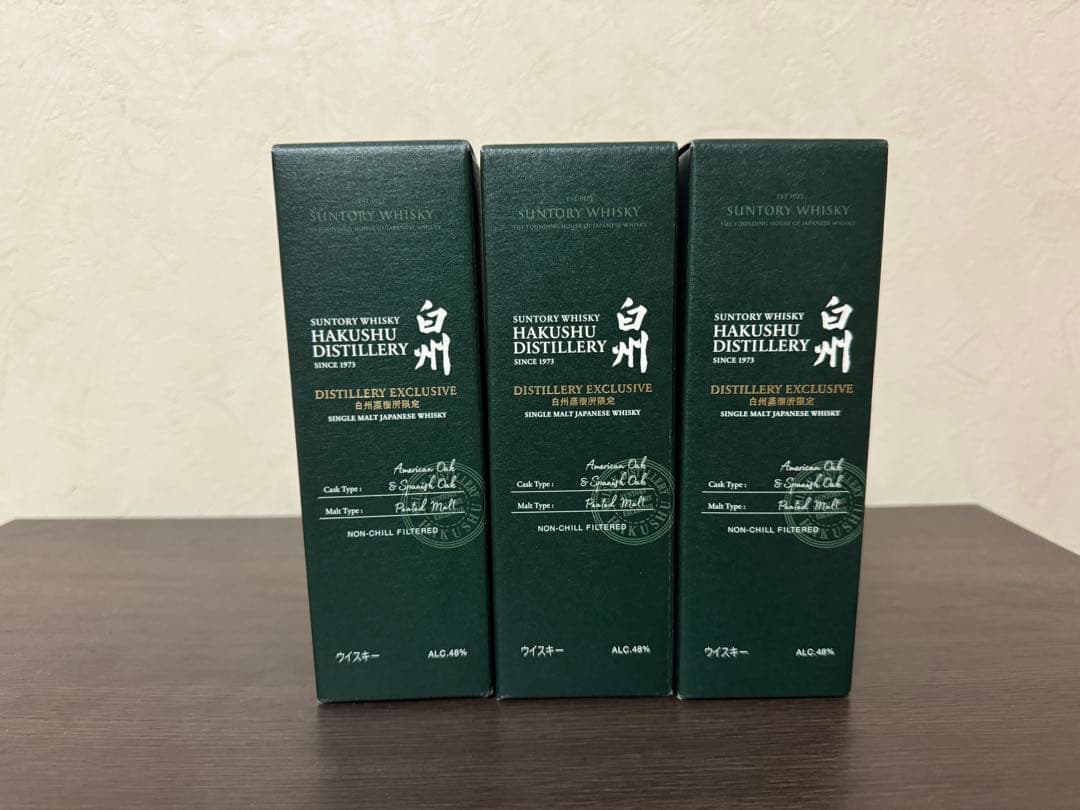 EST 1923
SUNTORY WHISKY
THE FOUNDING HOUSE OF JAPANESE WHISKY
SUNTORY WHISKY
HAKUSHU
DISTILLERY
SINCE 1973
白州
DISTILLERY EXCLUSIVE
白州蒸溜所限定
SINGLE MALT JAPANESE WHISKY
Cask Type :
American Oak
& Spanish Oak
Malt Type :
Peated Malt
NON-CHILL FILTERED
ウイスキー
ALC.48%
EST 1923
SUNTORY WHISKY
THE FOUNDING HOUSE OF JAPANESE WHISKY
SUNTORY WHISKY
HAKUSHU
DISTILLERY
SINCE 1973
白州
DISTILLERY EXCLUSIVE
白州蒸溜所限定
SINGLE MALT JAPANESE WHISKY
Cask Type :
American Oak
& Spanish Oak
Malt Type :
Peated Malt
NON-CHILL FILTERED
ウイスキー
ALC.48%
EST 1923
SUNTORY WHISKY
THE FOUNDING HOUSE OF JAPANESE WHISKY
SUNTORY WHISKY
HAKUSHU
DISTILLERY
SINCE 1973
白州
DISTILLERY EXCLUSIVE
白州蒸溜所限定
SINGLE MALT JAPANESE WHISKY
Cask Type :
American Oak
& Spanish Oak
Malt Type :
Peated Malt
NON-CHILL FILTERED
ウイスキー
ALC.48%